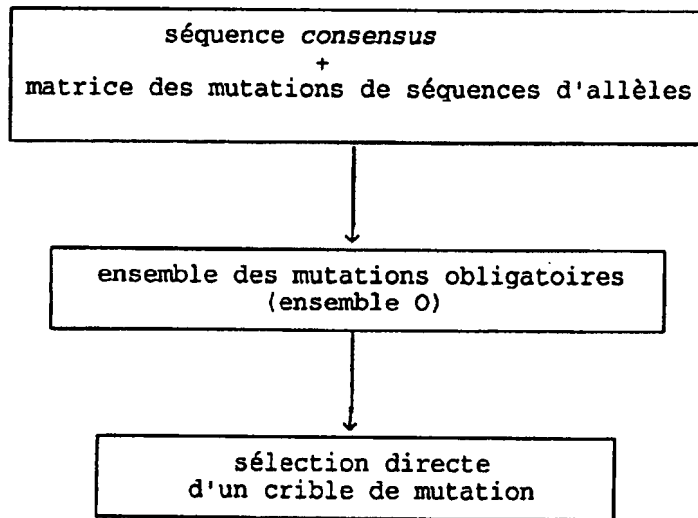 séquence consensus
+
matrice des mutations de séquences d'allèles
ensemble des mutations obligatoires
(ensemble O)
sélection directe
d'un crible de mutation